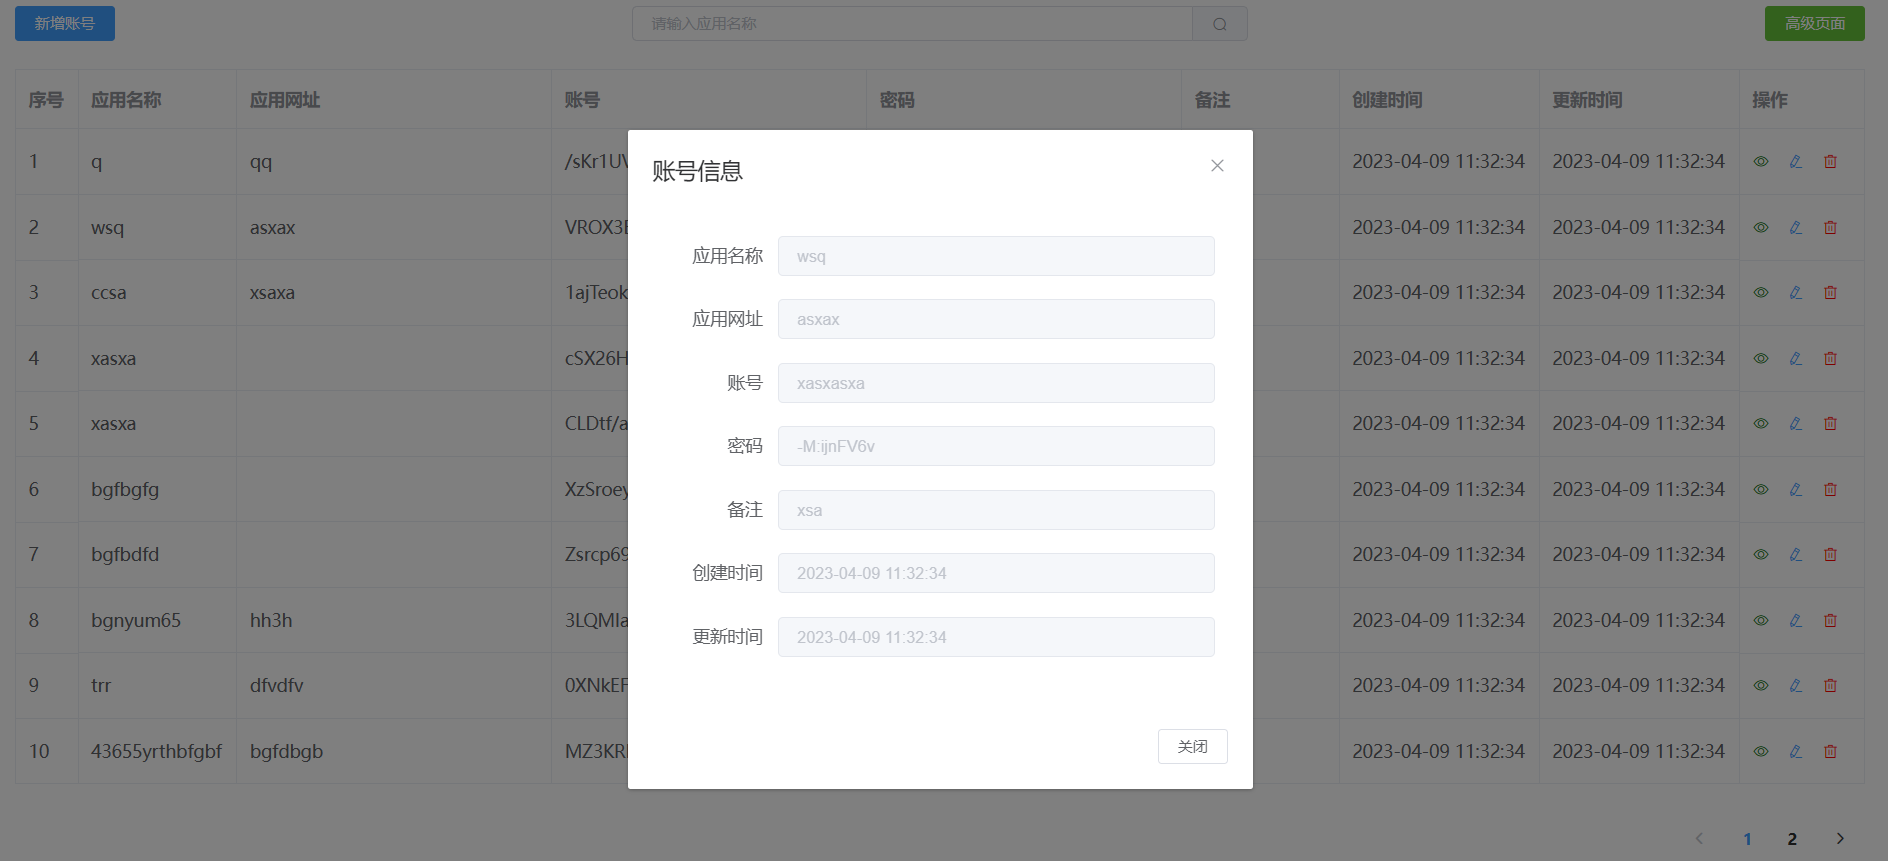 新增账号
请输入应用名称
高级页面
序号 应用名称 应用网址 账号 密码 备注 创建时间 更新时间 操作
1 q qq /sKr1U 2023-04-09 11:32:34 2023-04-09 11:32:34
2 wsq asxax VROX3 2023-04-09 11:32:34 2023-04-09 11:32:34
3 ccsa xsaxa 1ajTeok 2023-04-09 11:32:34 2023-04-09 11:32:34
4 xasxa cSX26H 2023-04-09 11:32:34 2023-04-09 11:32:34
5 xasxa CLDtf/a 2023-04-09 11:32:34 2023-04-09 11:32:34
6 bgfbgfg XzSroey 2023-04-09 11:32:34 2023-04-09 11:32:34
7 bgfbdfd Zsrcp69 2023-04-09 11:32:34 2023-04-09 11:32:34
8 bgnyum65 hh3h 3LQMla 2023-04-09 11:32:34 2023-04-09 11:32:34
9 trr dfvdfv 0XNkEF 2023-04-09 11:32:34 2023-04-09 11:32:34
10 43655yrthbfgbf bgfdbgb MZ3KR 2023-04-09 11:32:34 2023-04-09 11:32:34
账号信息
应用名称 wsq
应用网址 asxax
账号 xasxasxa
密码 -M:ijnFV6v
备注 xsa
创建时间 2023-04-09 11:32:34
更新时间 2023-04-09 11:32:34
关闭
1 2